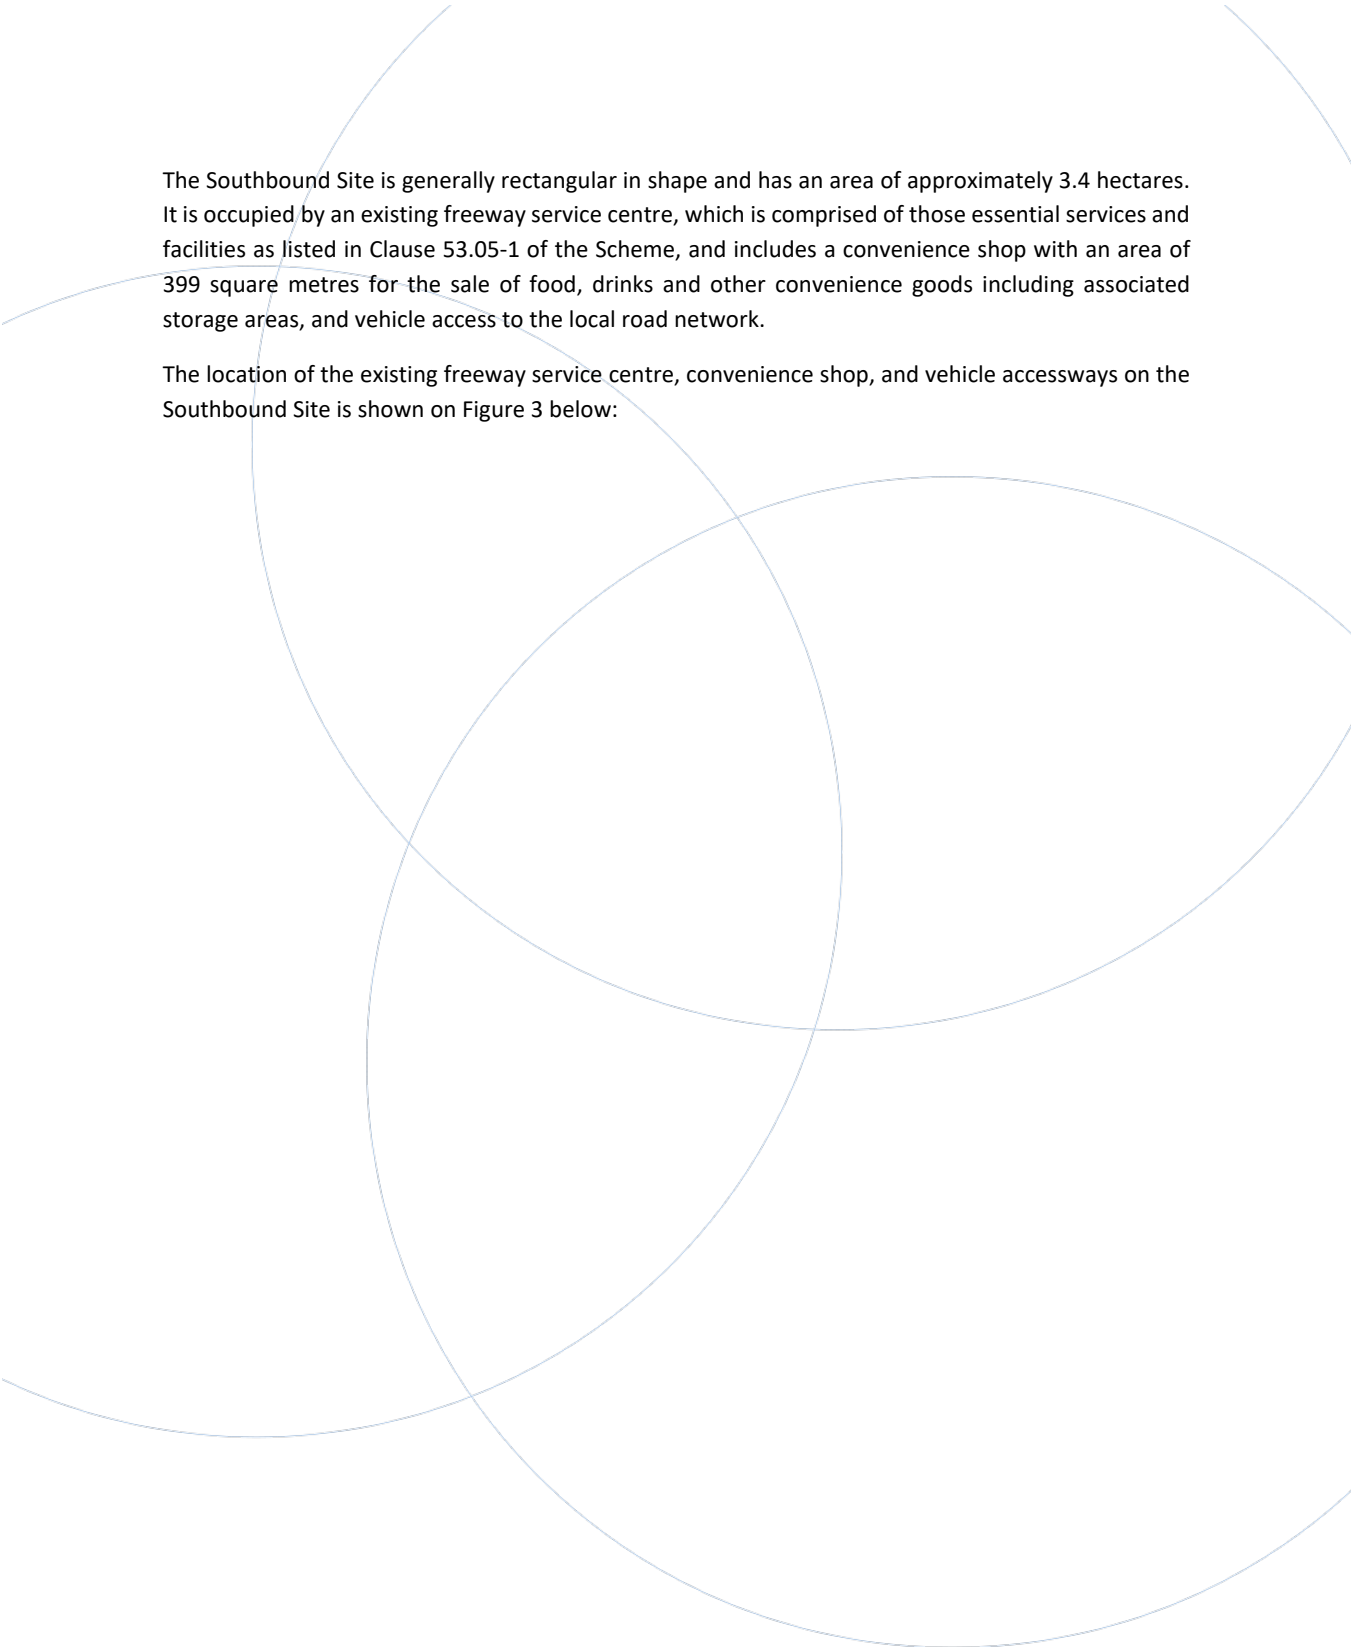 The Southbound Site is generally rectangular in shape and has an area of approximately 3.4 hectares.
It is occupied by an existing freeway service centre, which is comprised of those essential services and
facilities as listed in Clause 53.05-1 of the Scheme, and includes a convenience shop with an area of
399 square metres for the sale of food, drinks and other convenience goods including associated
storage areas, and vehicle access to the local road network.
The location of the existing freeway service centre, convenience shop, and vehicle accessways on the
Southbound Site is shown on Figure 3 below: